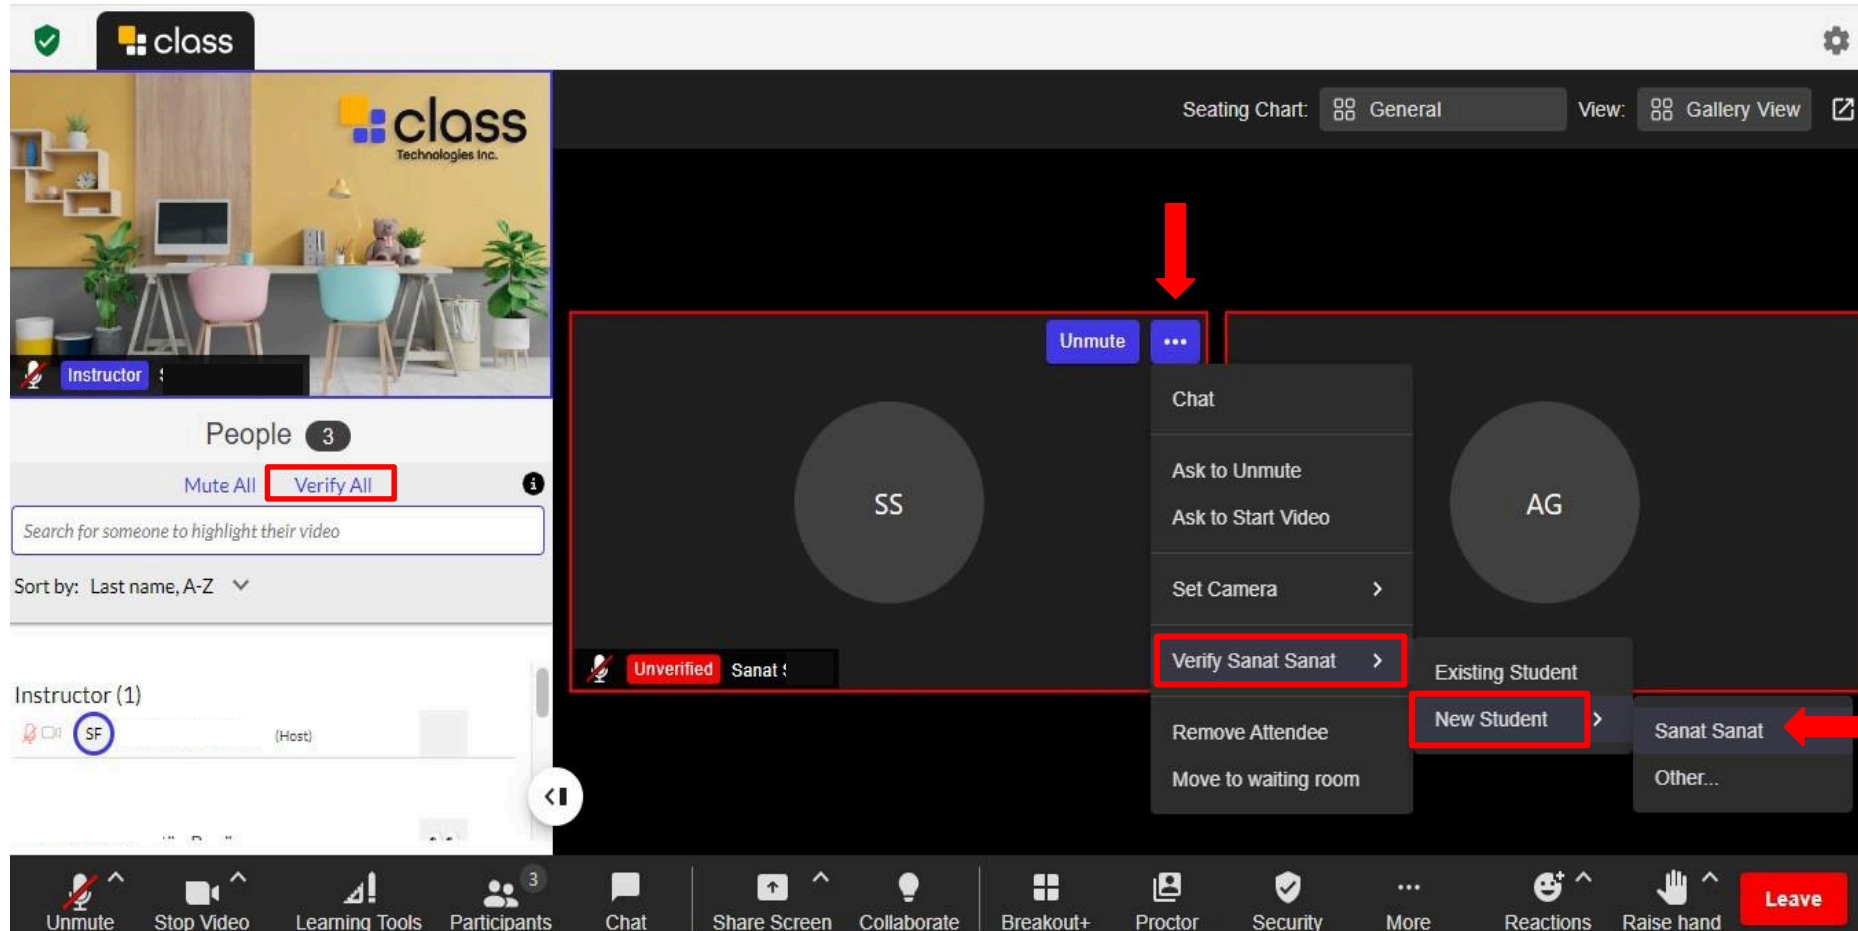 class
class
Technologies Inc.
Seating Chart: General
View: Gallery View
Instructor
People 3
Mute All Verify All
Search for someone to highlight their video
Sort by: Last name, A-Z
Instructor (1)
SF (Host)
Unmute
SS
Unverified Sanat
AG
Chat
Ask to Unmute
Ask to Start Video
Set Camera
Verify Sanat Sanat
Remove Attendee
Move to waiting room
Existing Student
New Student
Sanat Sanat
Other...
Unmute
Stop Video
Learning Tools
3
Participants
Chat
Share Screen
Collaborate
Breakout+
Proctor
Security
More
Reactions
Raise hand
Leave